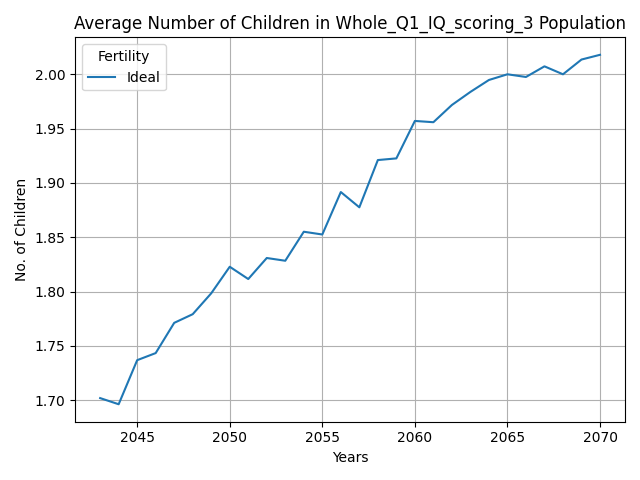 Average Number of Children in Whole_Q1_IQ_scoring_3 Population
Fertility
Ideal
No. of Children
2.00
1.95
1.90
1.85
1.80
1.75
1.70
2045 2050 2055 2060 2065 2070
Years